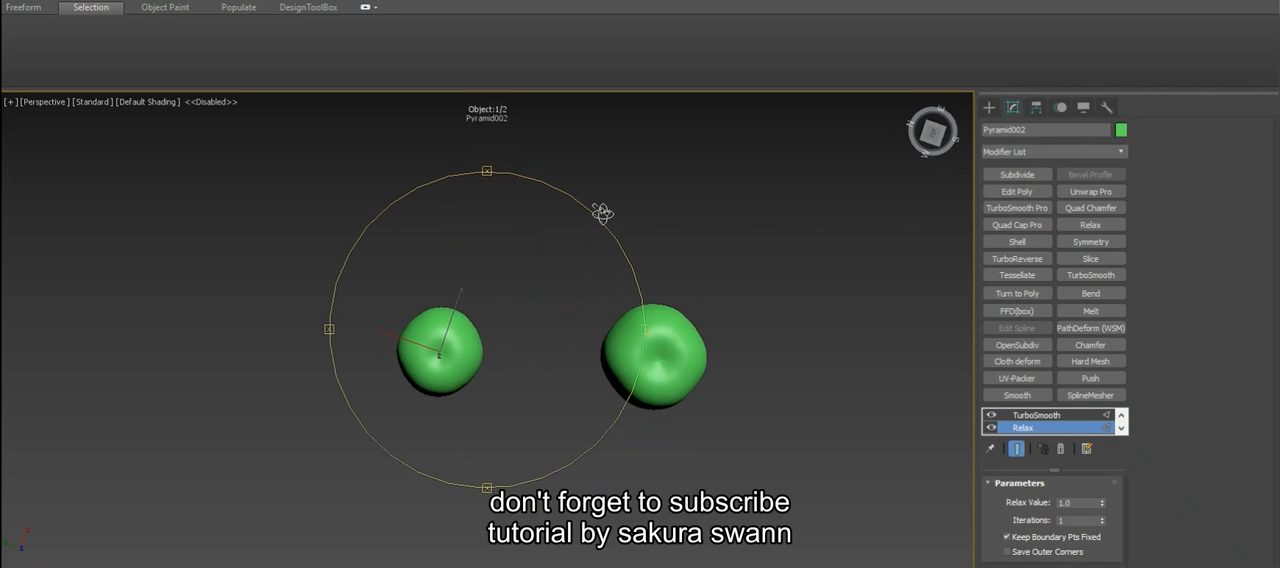 Freeform Selection Object Paint Populate DesignToolBox
[+] [Perspective ] [Standard ] [Default Shading ] <<Disabled>>
Object:1/2
Pyramid002
Pyramid002
Modifier List
Subdivide Bevel Profile
Edit Poly Unwrap Pro
TurboSmooth Pro Quad Chamfer
Quad Cap Pro Relax
Shell Symmetry
TurboReverse Slice
Tessellate TurboSmooth
Turn to Poly Bend
FFD(box) Melt
Edit Spline PathDeform (WSM)
OpenSubdiv Chamfer
Cloth deform Hard Mesh
UV-Packer Push
Smooth SplineMesher
TurboSmooth
Relax
Parameters
Relax Value: 1.0
Iterations: 1
Keep Boundary Pts Fixed
Save Outer Corners
don't forget to subscribe
tutorial by sakura swann